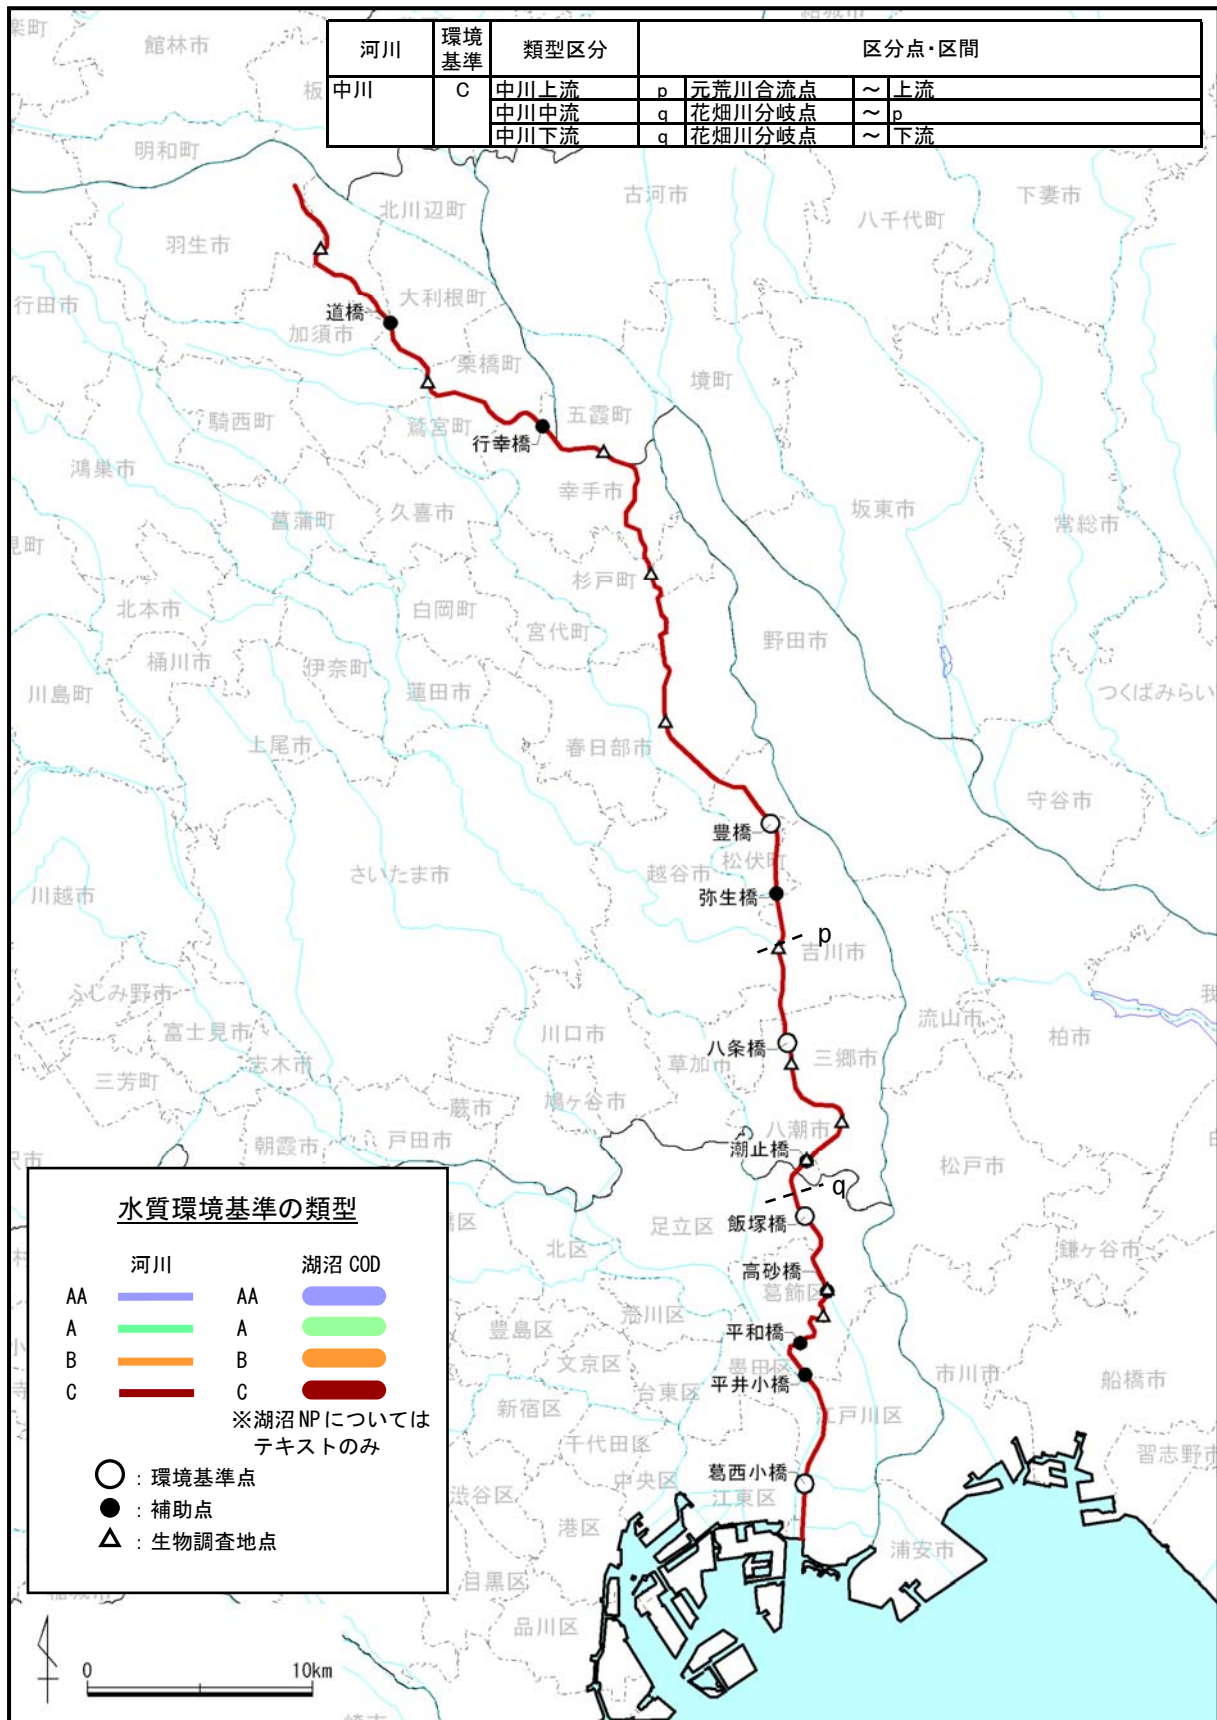 河川 環境基準 類型区分 区分点・区間
中川 C 中川上流 p 元荒川合流点 ～ 上流
中川中流 q 花畑川分岐点 ～ p
中川下流 q 花畑川分岐点 ～ 下流
館林市
明和町
北川辺町
古河市
下妻市
八千代町
羽生市
行田市
大利根町
道橋
加須市
栗橋町
境町
騎西町
鷲宮町
五霞町
行幸橋
鴻巣市
幸手市
坂東市
菖蒲町
久喜市
常総市
杉戸町
北本市
白岡町
宮代町
野田市
桶川市
伊奈町
蓮田市
川島町
つくばみらい
上尾市
春日部市
守谷市
豊橋
松伏町
さいたま市
越谷市
川越市
弥生橋
p
吉川市
ふじみ野市
富士見市
川口市
流山市
柏市
八条橋
三郷市
志木市
草加市
三芳町
蕨市
鳩ヶ谷市
朝霞市
戸田市
八潮市
潮止橋
松戸市
q
飯塚橋
足立区
北区
鎌ヶ谷市
高砂橋
葛飾区
豊島区
荒川区
平和橋
文京区
墨田区
台東区
平井小橋
市川市
船橋市
新宿区
江戸川区
千代田区
習志野市
葛西小橋
中央区
江東区
渋谷区
港区
浦安市
目黒区
品川区
水質環境基準の類型
河川 湖沼 COD
AA AA
A A
B B
C C
※湖沼 NP については
テキストのみ
：環境基準点
：補助点
：生物調査地点
0 10km